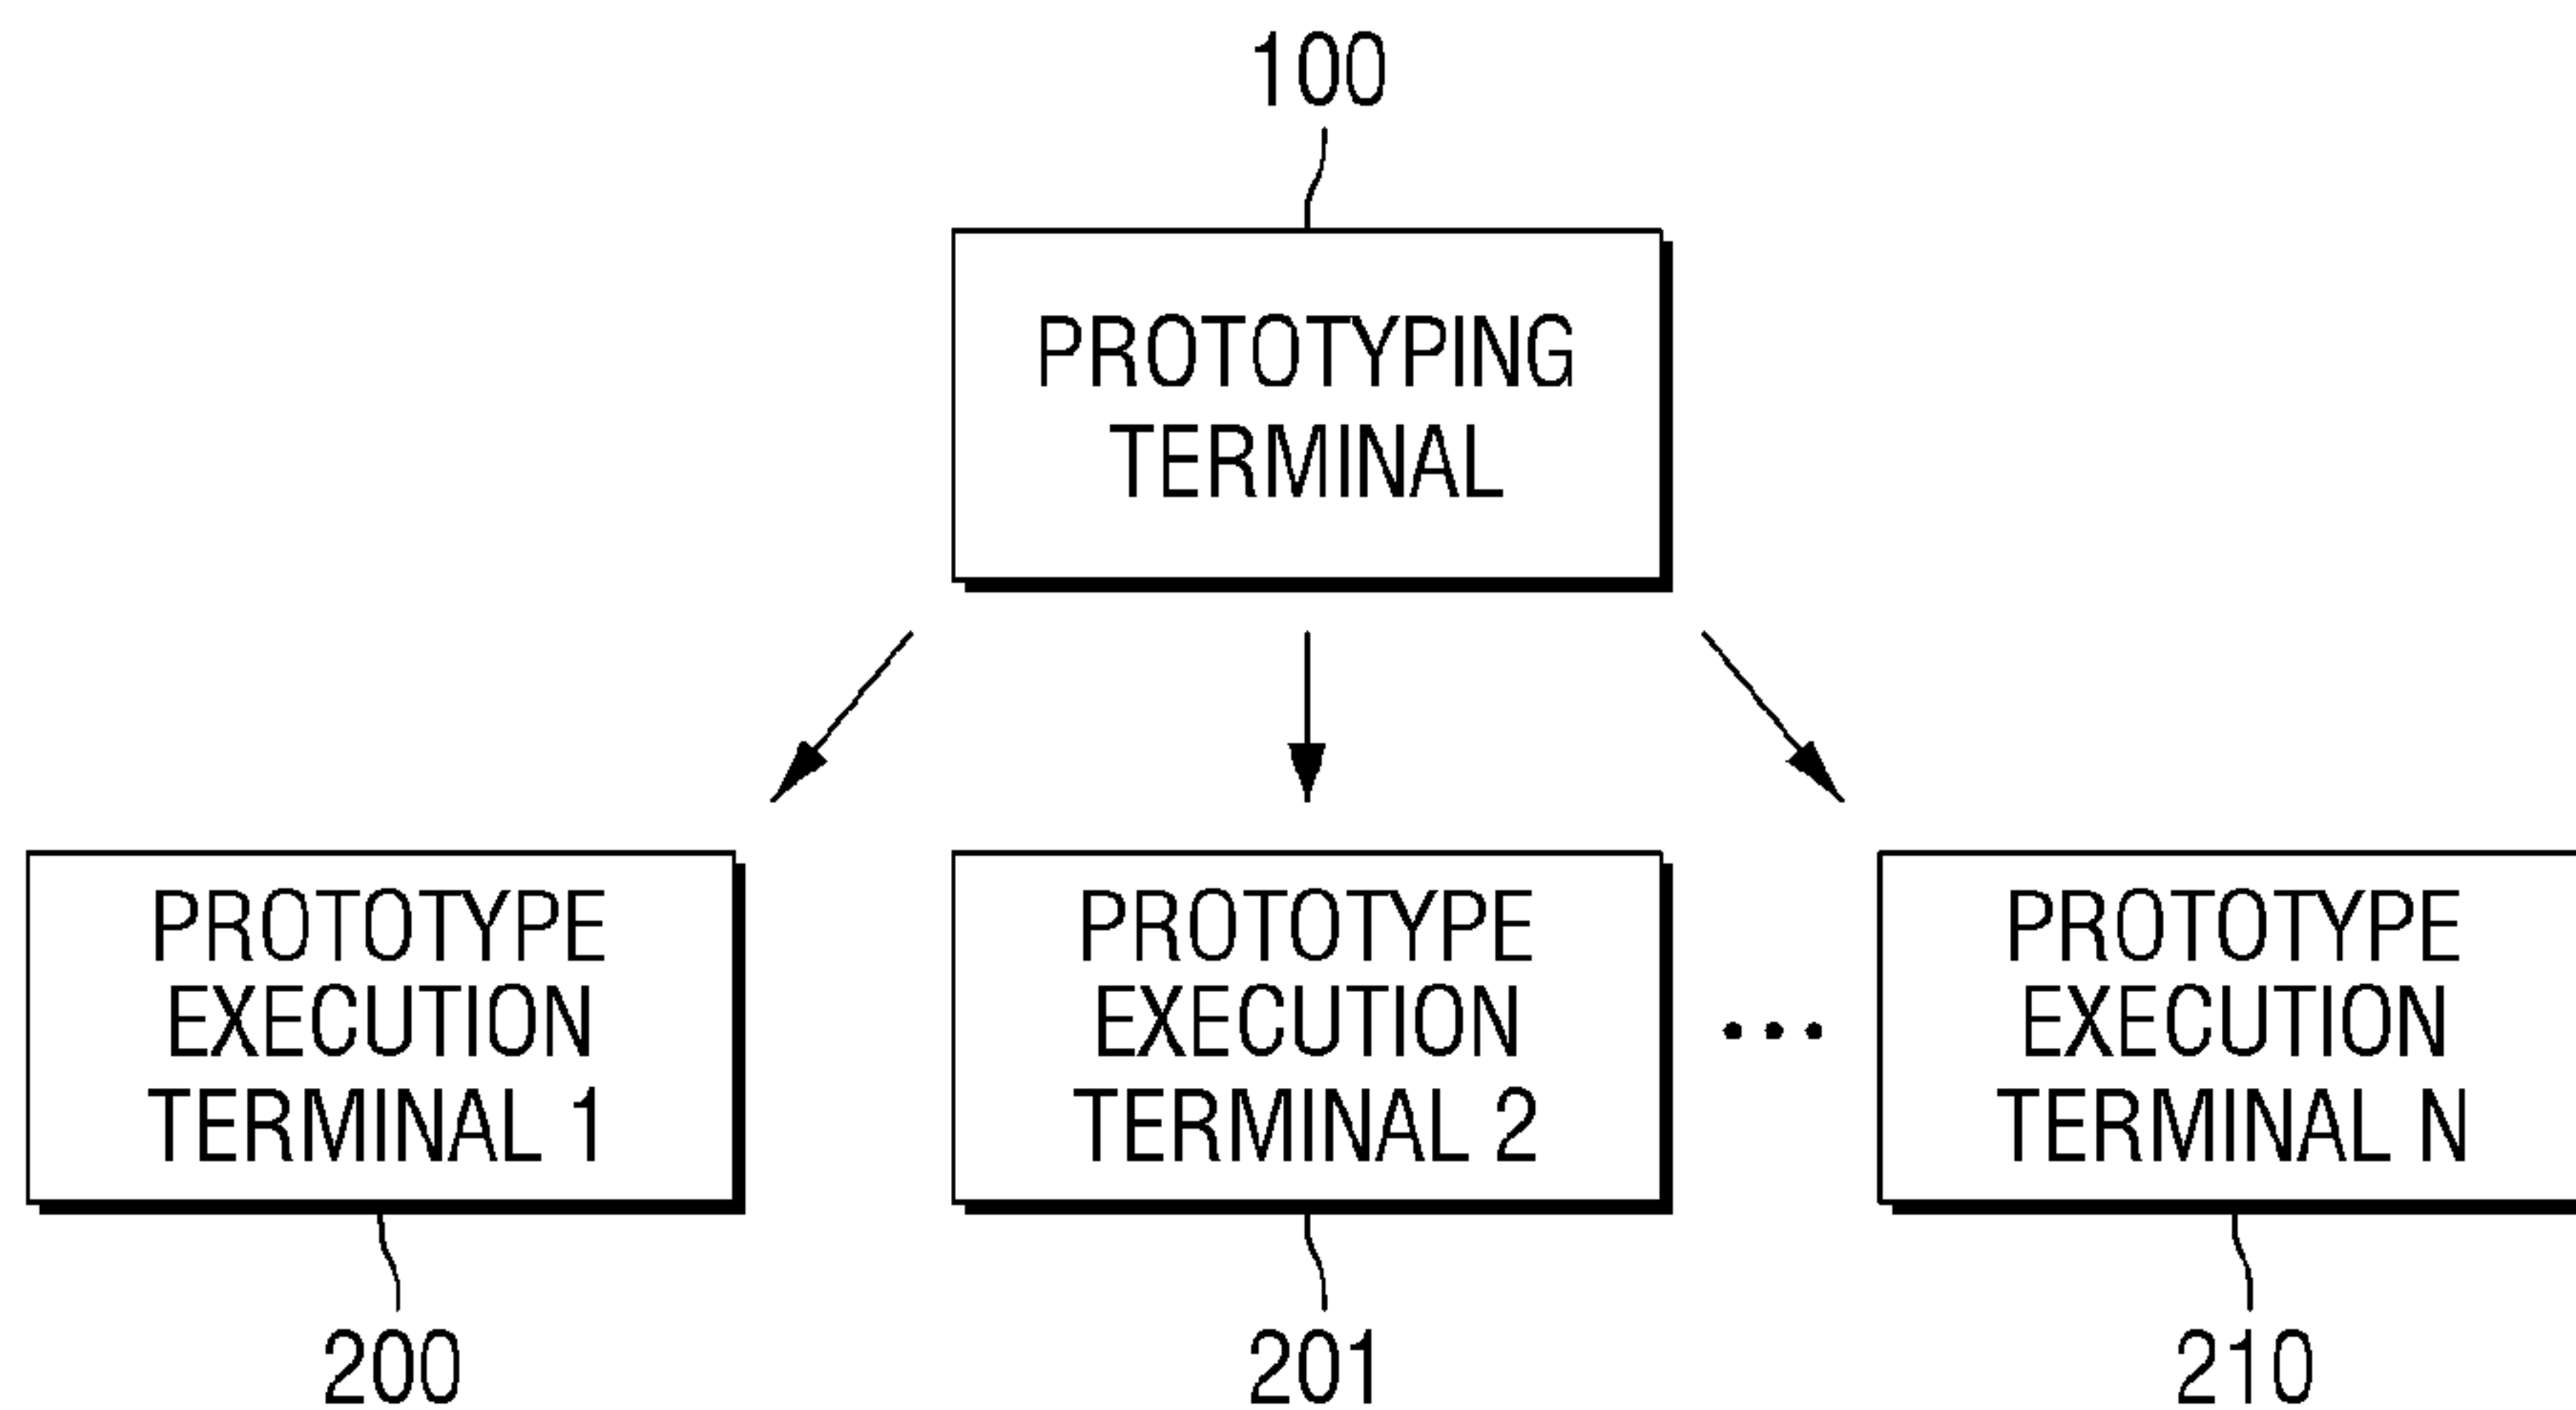 100
PROTOTYPING
TERMINAL
PROTOTYPE
EXECUTION
TERMINAL 1
PROTOTYPE
EXECUTION
TERMINAL 2
...
PROTOTYPE
EXECUTION
TERMINAL N
200
201
210